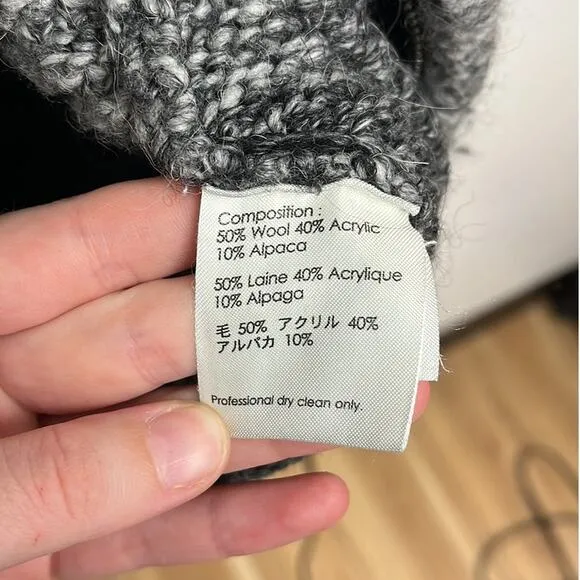 Composition :
50% Wool 40% Acrylic
10% Alpaca
50% Laine 40% Acrylique
10% Alpaga
毛 50% アクリル 40%
アルパカ 10%
Professional dry clean only.